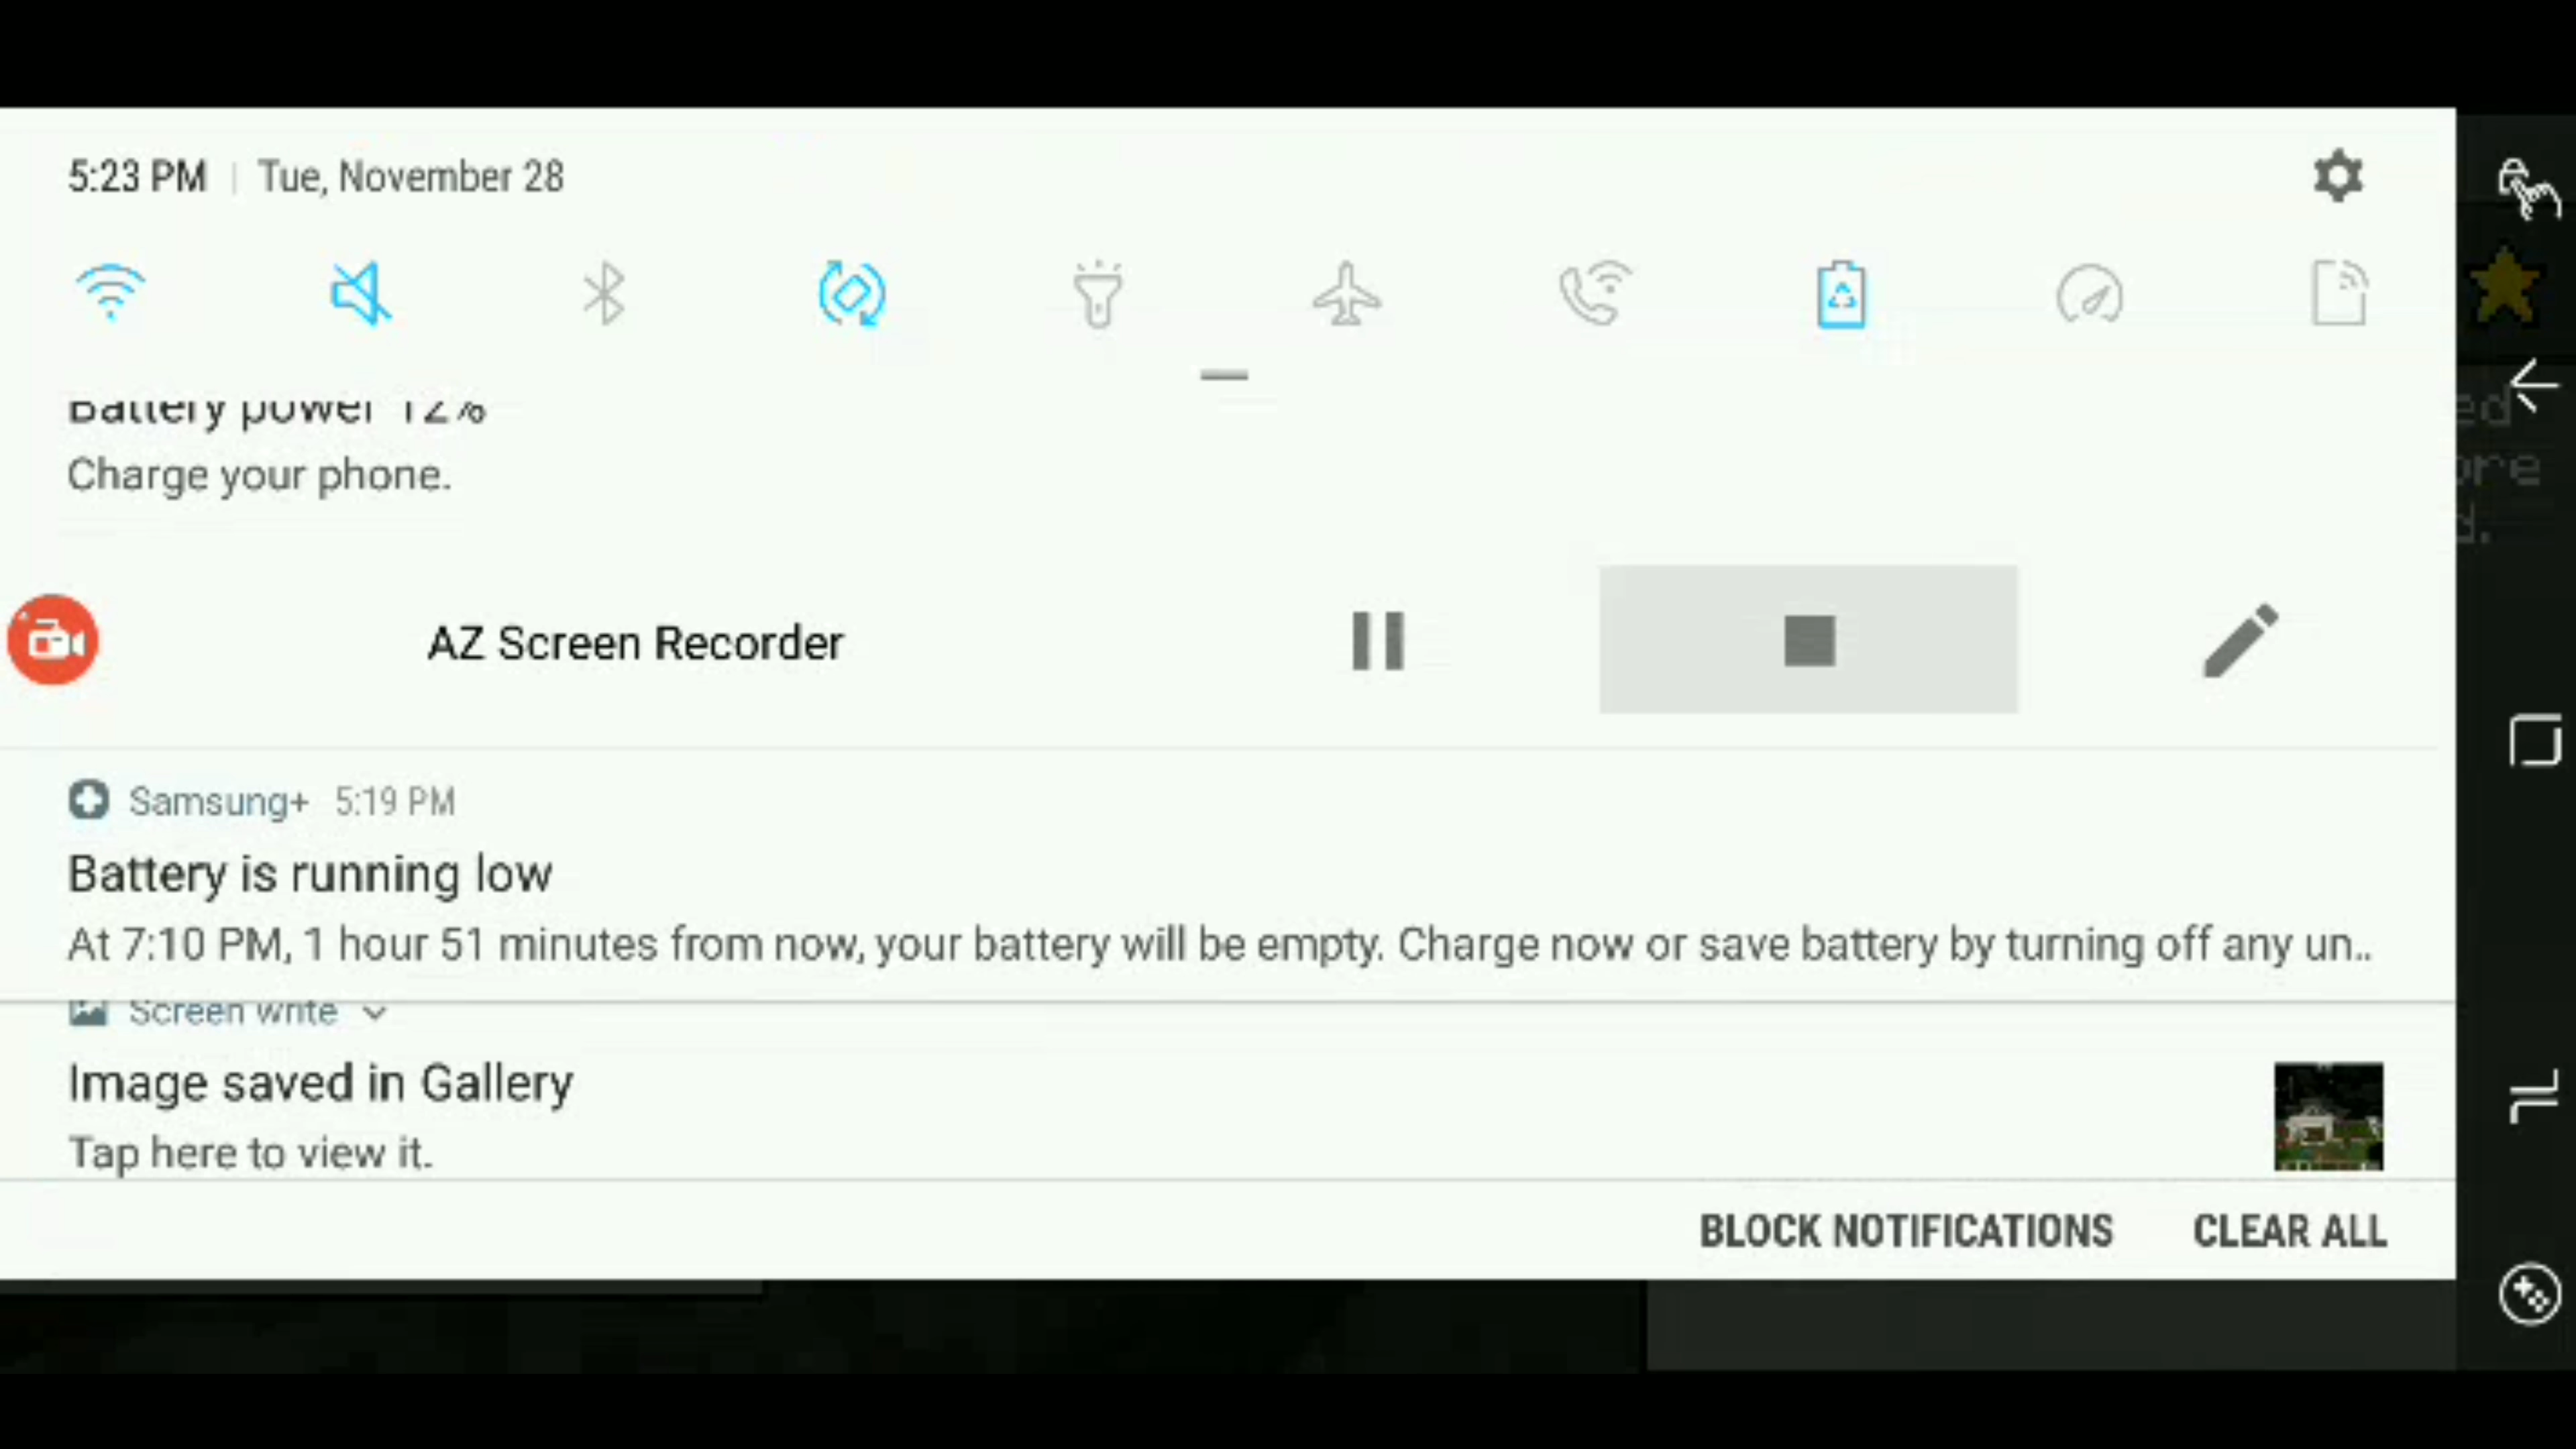 5:23 PM | Tue, November 28
Battery power 12%
Charge your phone.
AZ Screen Recorder
Samsung+ 5:19 PM
Battery is running low
At 7:10 PM, 1 hour 51 minutes from now, your battery will be empty. Charge now or save battery by turning off any un..
Screen write
Image saved in Gallery
Tap here to view it.
BLOCK NOTIFICATIONS CLEAR ALL